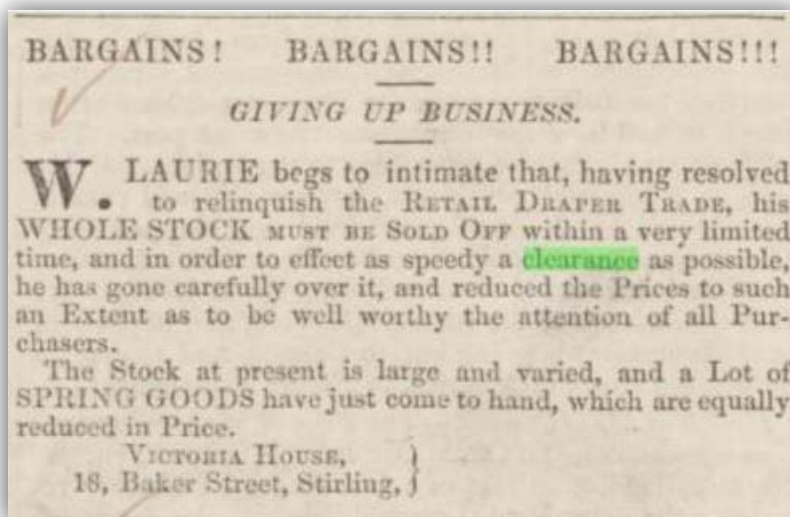 BARGAINS! BARGAINS!! BARGAINS!!!
GIVING UP BUSINESS.
W. LAURIE begs to intimate that, having resolved
to relinquish the RETAIL DRAPER TRADE, his
WHOLE STOCK MUST BE SOLD OFF within a very limited
time, and in order to effect as speedy a clearance as possible,
he has gone carefully over it, and reduced the Prices to such
an Extent as to be well worthy the attention of all Pur-
chasers.
The Stock at present is large and varied, and a Lot of
SPRING GOODS have just come to hand, which are equally
reduced in Price.
VICTORIA HOUSE,
18, Baker Street, Stirling,